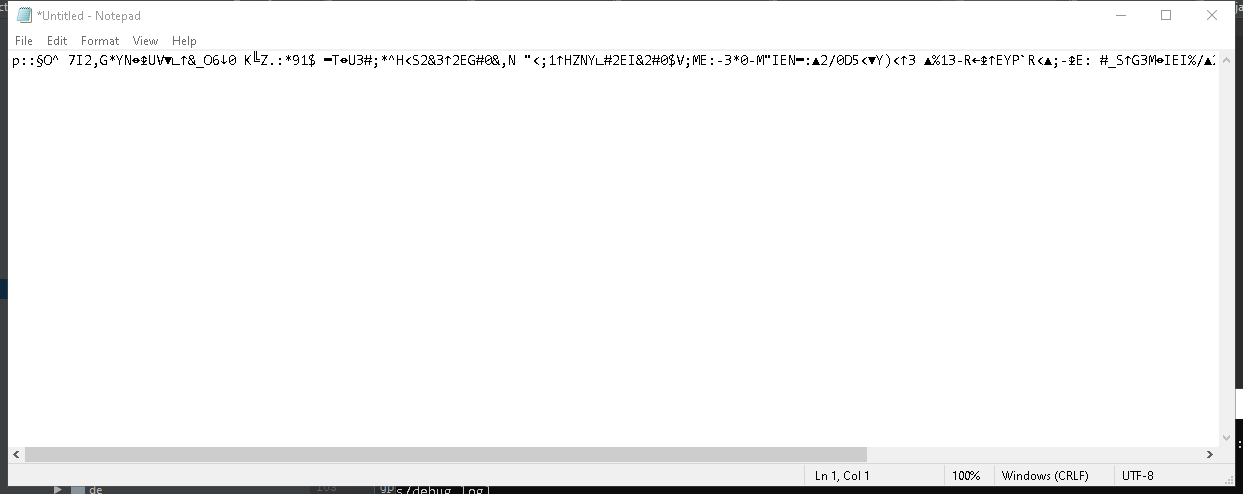 *Untitled - Notepad
File Edit Format View Help
p::§O^ 7I2,G*YN↔⇭UV▼∟↑&_O6↓0 K╚Z.:*91$ ━T↔U3#;*^H<S2&3↑2EG#0&,N "<;1↑HZNY∟#2EI&2#0$V;ME:-3*0-M"IEN━:▲2/0D5<▼Y)<↑3 ▲%13-R←⇭↑EYP`R<▲;-⇭E: #_S↑G3M↔IEI%/▲
Ln 1, Col 1 100% Windows (CRLF) UTF-8
de
s/debug.log